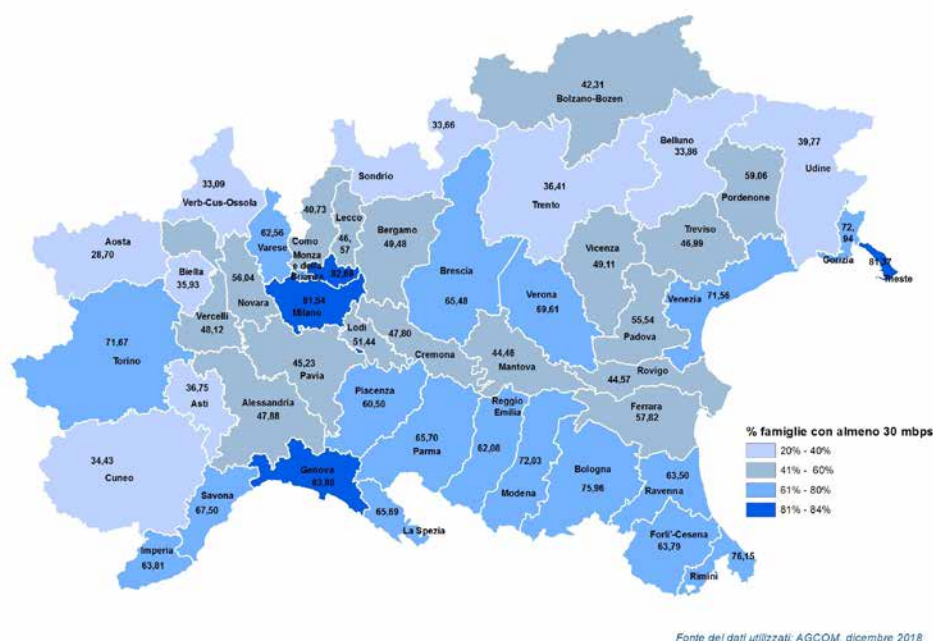 42,31
Bolzano-Bozen
33,66
Sondrio
Belluno
33,86
39,77
Udine
59,06
Pordenone
36,41
Trento
33,09
Verb-Cus-Ossola
40,73
Lecco
46,
57
Bergamo
49,48
62,56
Varese
Como
Monza
e della
Brianza
Aosta
28,70
Biella
35,93
56,04
Novara
Vercelli
48,12
81,54
Milano
Brescia
65,48
Verona
69,61
Vicenza
49,11
Treviso
46,99
72,
94
Gorizia
81,37
Trieste
Venezia
71,56
55,54
Padova
71,67
Torino
Lodi
51,44
47,80
Cremona
44,46
Mantova
44,57
Rovigo
45,23
Pavia
36,75
Asti
Alessandria
47,88
Piacenza
60,50
Reggio
Emilia
62,08
Ferrara
57,82
65,70
Parma
72,03
Modena
Bologna
75,96
63,50
Ravenna
34,43
Cuneo
Genova
Savona
67,50
65,69
La Spezia
Imperia
63,81
Forli'-Cesena
63,79
76,15
Rimini
% famiglie con almeno 30 mbps
20% - 40%
41% - 60%
61% - 80%
81% - 84%
Fonte dei dati utilizzati: AGCOM, dicembre 2018